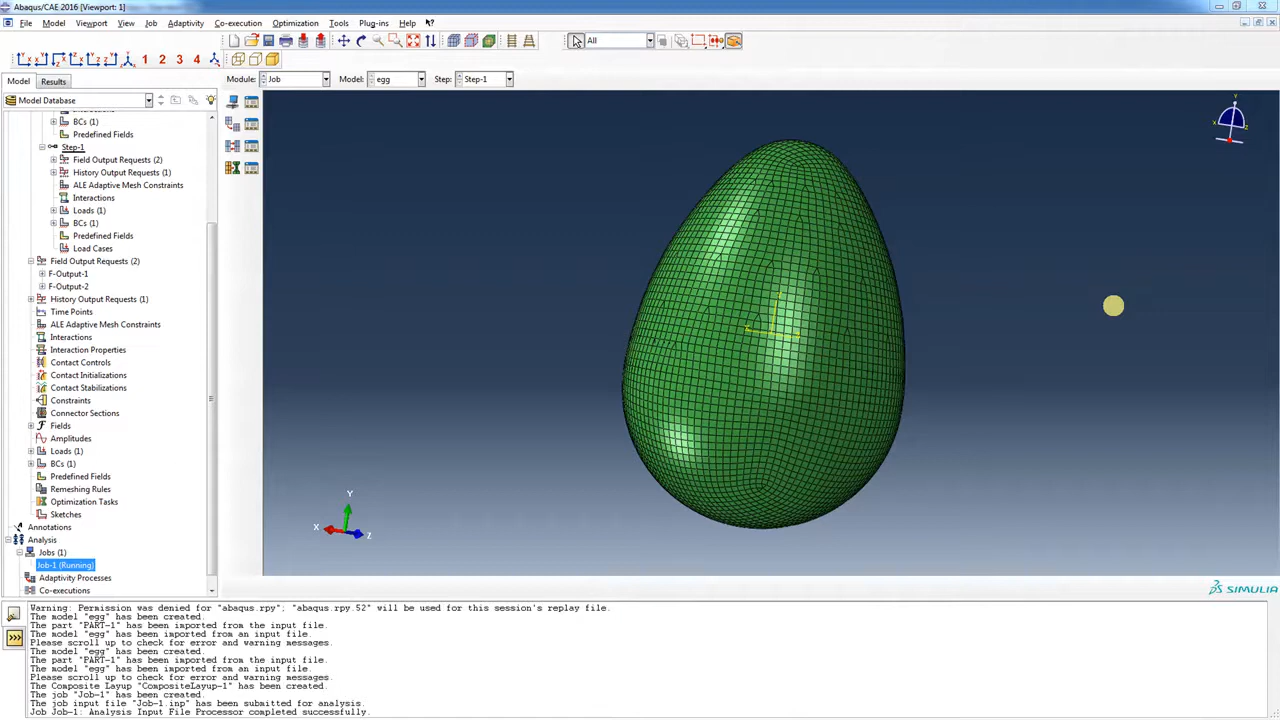 Abaqus/CAE 2016 [Viewport: 1]
File Model Viewport View Job Adaptivity Co-execution Optimization Tools Plug-ins Help
All
1 2 3 4
Module: Job Model: egg Step: Step-1
Model Results
Model Database
BCs (1)
Predefined Fields
Step-1
Field Output Requests (2)
History Output Requests (1)
ALE Adaptive Mesh Constraints
Interactions
Loads (1)
BCs (1)
Predefined Fields
Load Cases
Field Output Requests (2)
F-Output-1
F-Output-2
History Output Requests (1)
Time Points
ALE Adaptive Mesh Constraints
Interactions
Interaction Properties
Contact Controls
Contact Initializations
Contact Stabilizations
Constraints
Connector Sections
Fields
Amplitudes
Loads (1)
BCs (1)
Predefined Fields
Remeshing Rules
Optimization Tasks
Sketches
Annotations
Analysis
Jobs (1)
Job-1 (Running)
Adaptivity Processes
Co-executions
Y
X
Z
SIMULIA
Warning: Permission was denied for "abaqus.rpy"; "abaqus.rpy.52" will be used for this session's replay file.
The model "egg" has been created.
The part "PART-1" has been imported from the input file.
The model "egg" has been imported from an input file.
Please scroll up to check for error and warning messages.
The model "egg" has been created.
The part "PART-1" has been imported from the input file.
The model "egg" has been imported from an input file.
Please scroll up to check for error and warning messages.
The Composite Layup "CompositeLayup-1" has been created.
The job "Job-1" has been created.
The job input file "Job-1.inp" has been submitted for analysis.
Job Job-1: Analysis Input File Processor completed successfully.